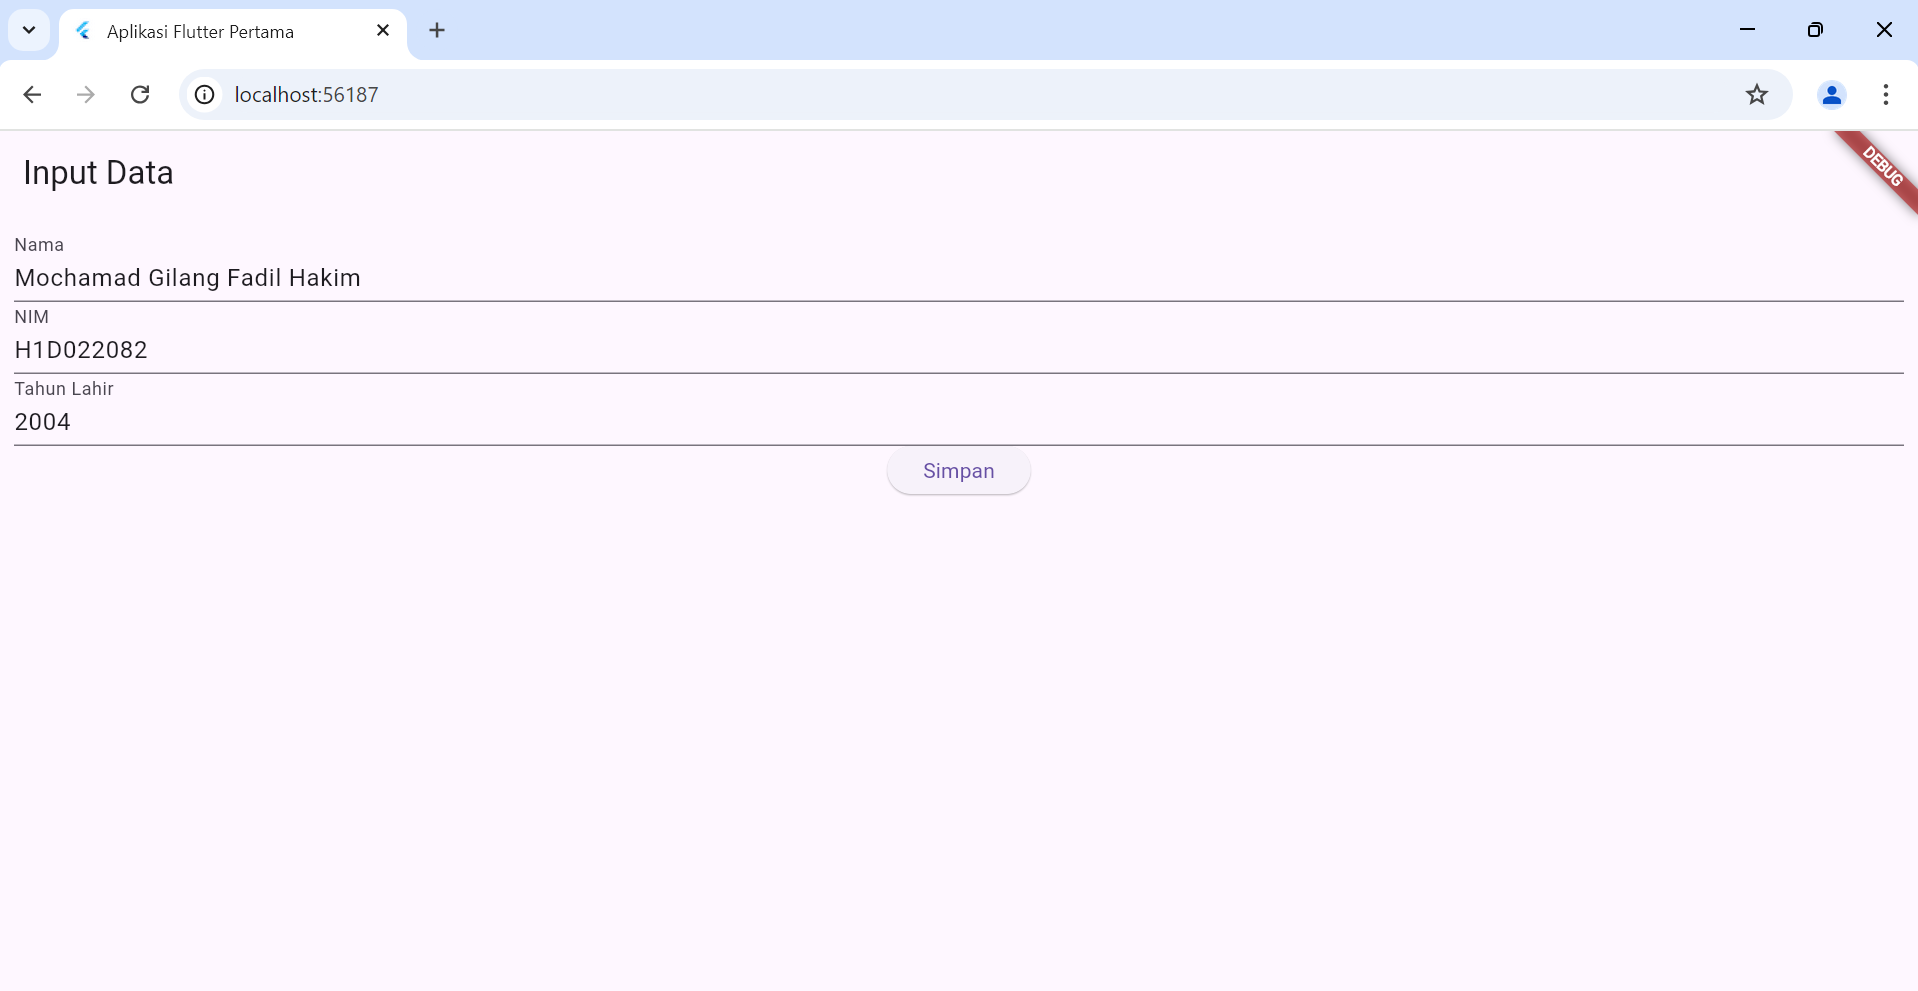 Aplikasi Flutter Pertama
localhost:56187
Input Data
DEBUG
Nama
Mochamad Gilang Fadil Hakim
NIM
H1D022082
Tahun Lahir
2004
Simpan